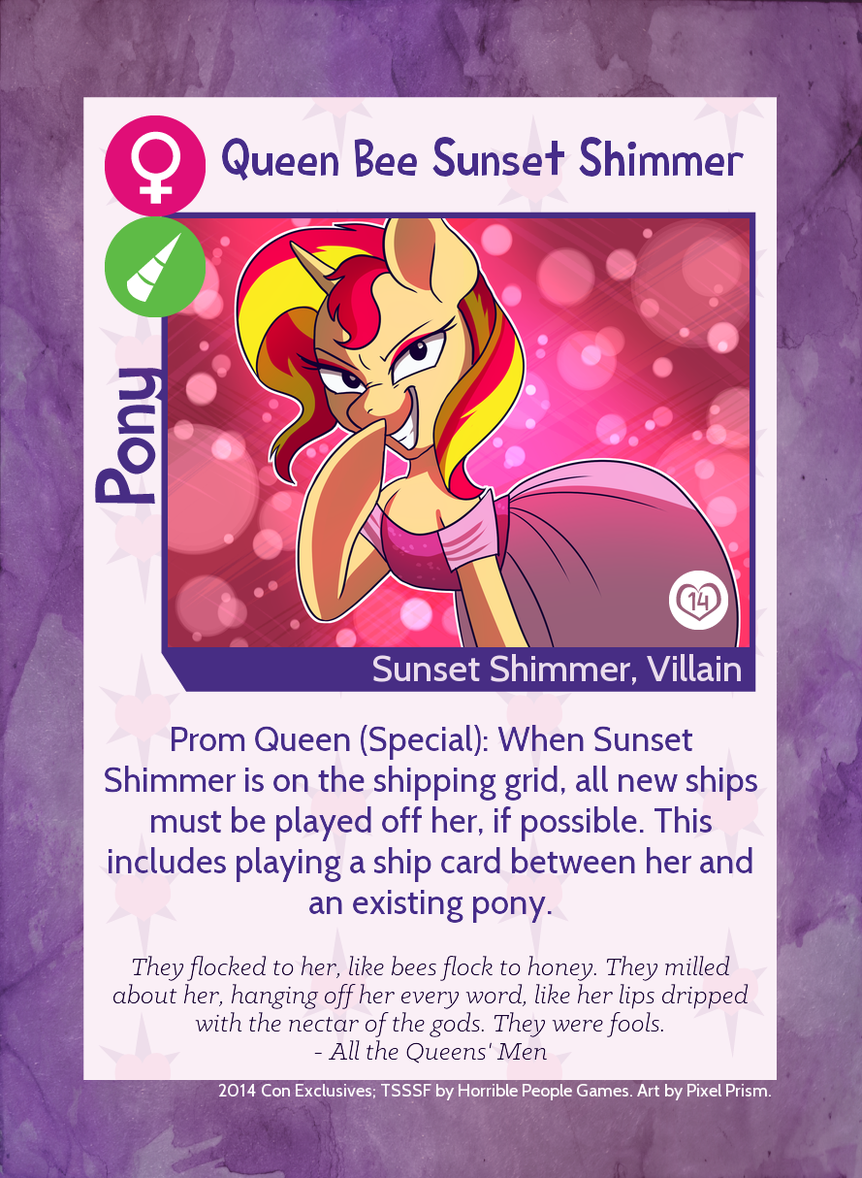 Queen Bee Sunset Shimmer
Pony
14
Sunset Shimmer, Villain
Prom Queen (Special): When Sunset
Shimmer is on the shipping grid, all new ships
must be played off her, if possible. This
includes playing a ship card between her and
an existing pony.
They flocked to her, like bees flock to honey. They milled
about her, hanging off her every word, like her lips dripped
with the nectar of the gods. They were fools.
- All the Queens' Men
2014 Con Exclusives; TSSSF by Horrible People Games. Art by Pixel Prism.